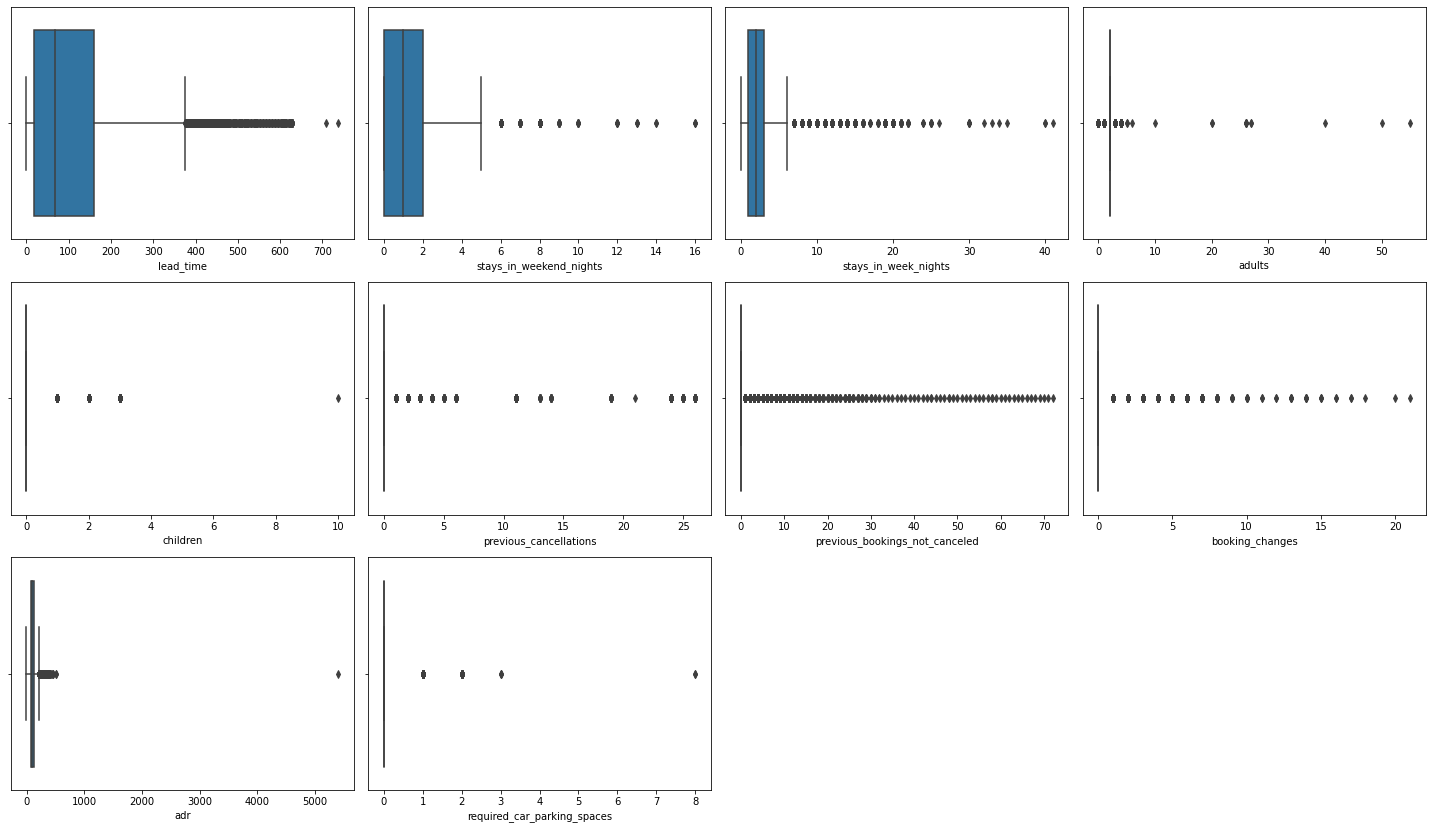 0 100 200 300 400 500 600 700
lead_time
0 2 4 6 8 10 12 14 16
stays_in_weekend_nights
0 10 20 30 40
stays_in_week_nights
0 10 20 30 40 50
adults
0 2 4 6 8 10
children
0 5 10 15 20 25
previous_cancellations
0 10 20 30 40 50 60 70
previous_bookings_not_canceled
0 5 10 15 20
booking_changes
0 1000 2000 3000 4000 5000
adr
0 1 2 3 4 5 6 7 8
required_car_parking_spaces